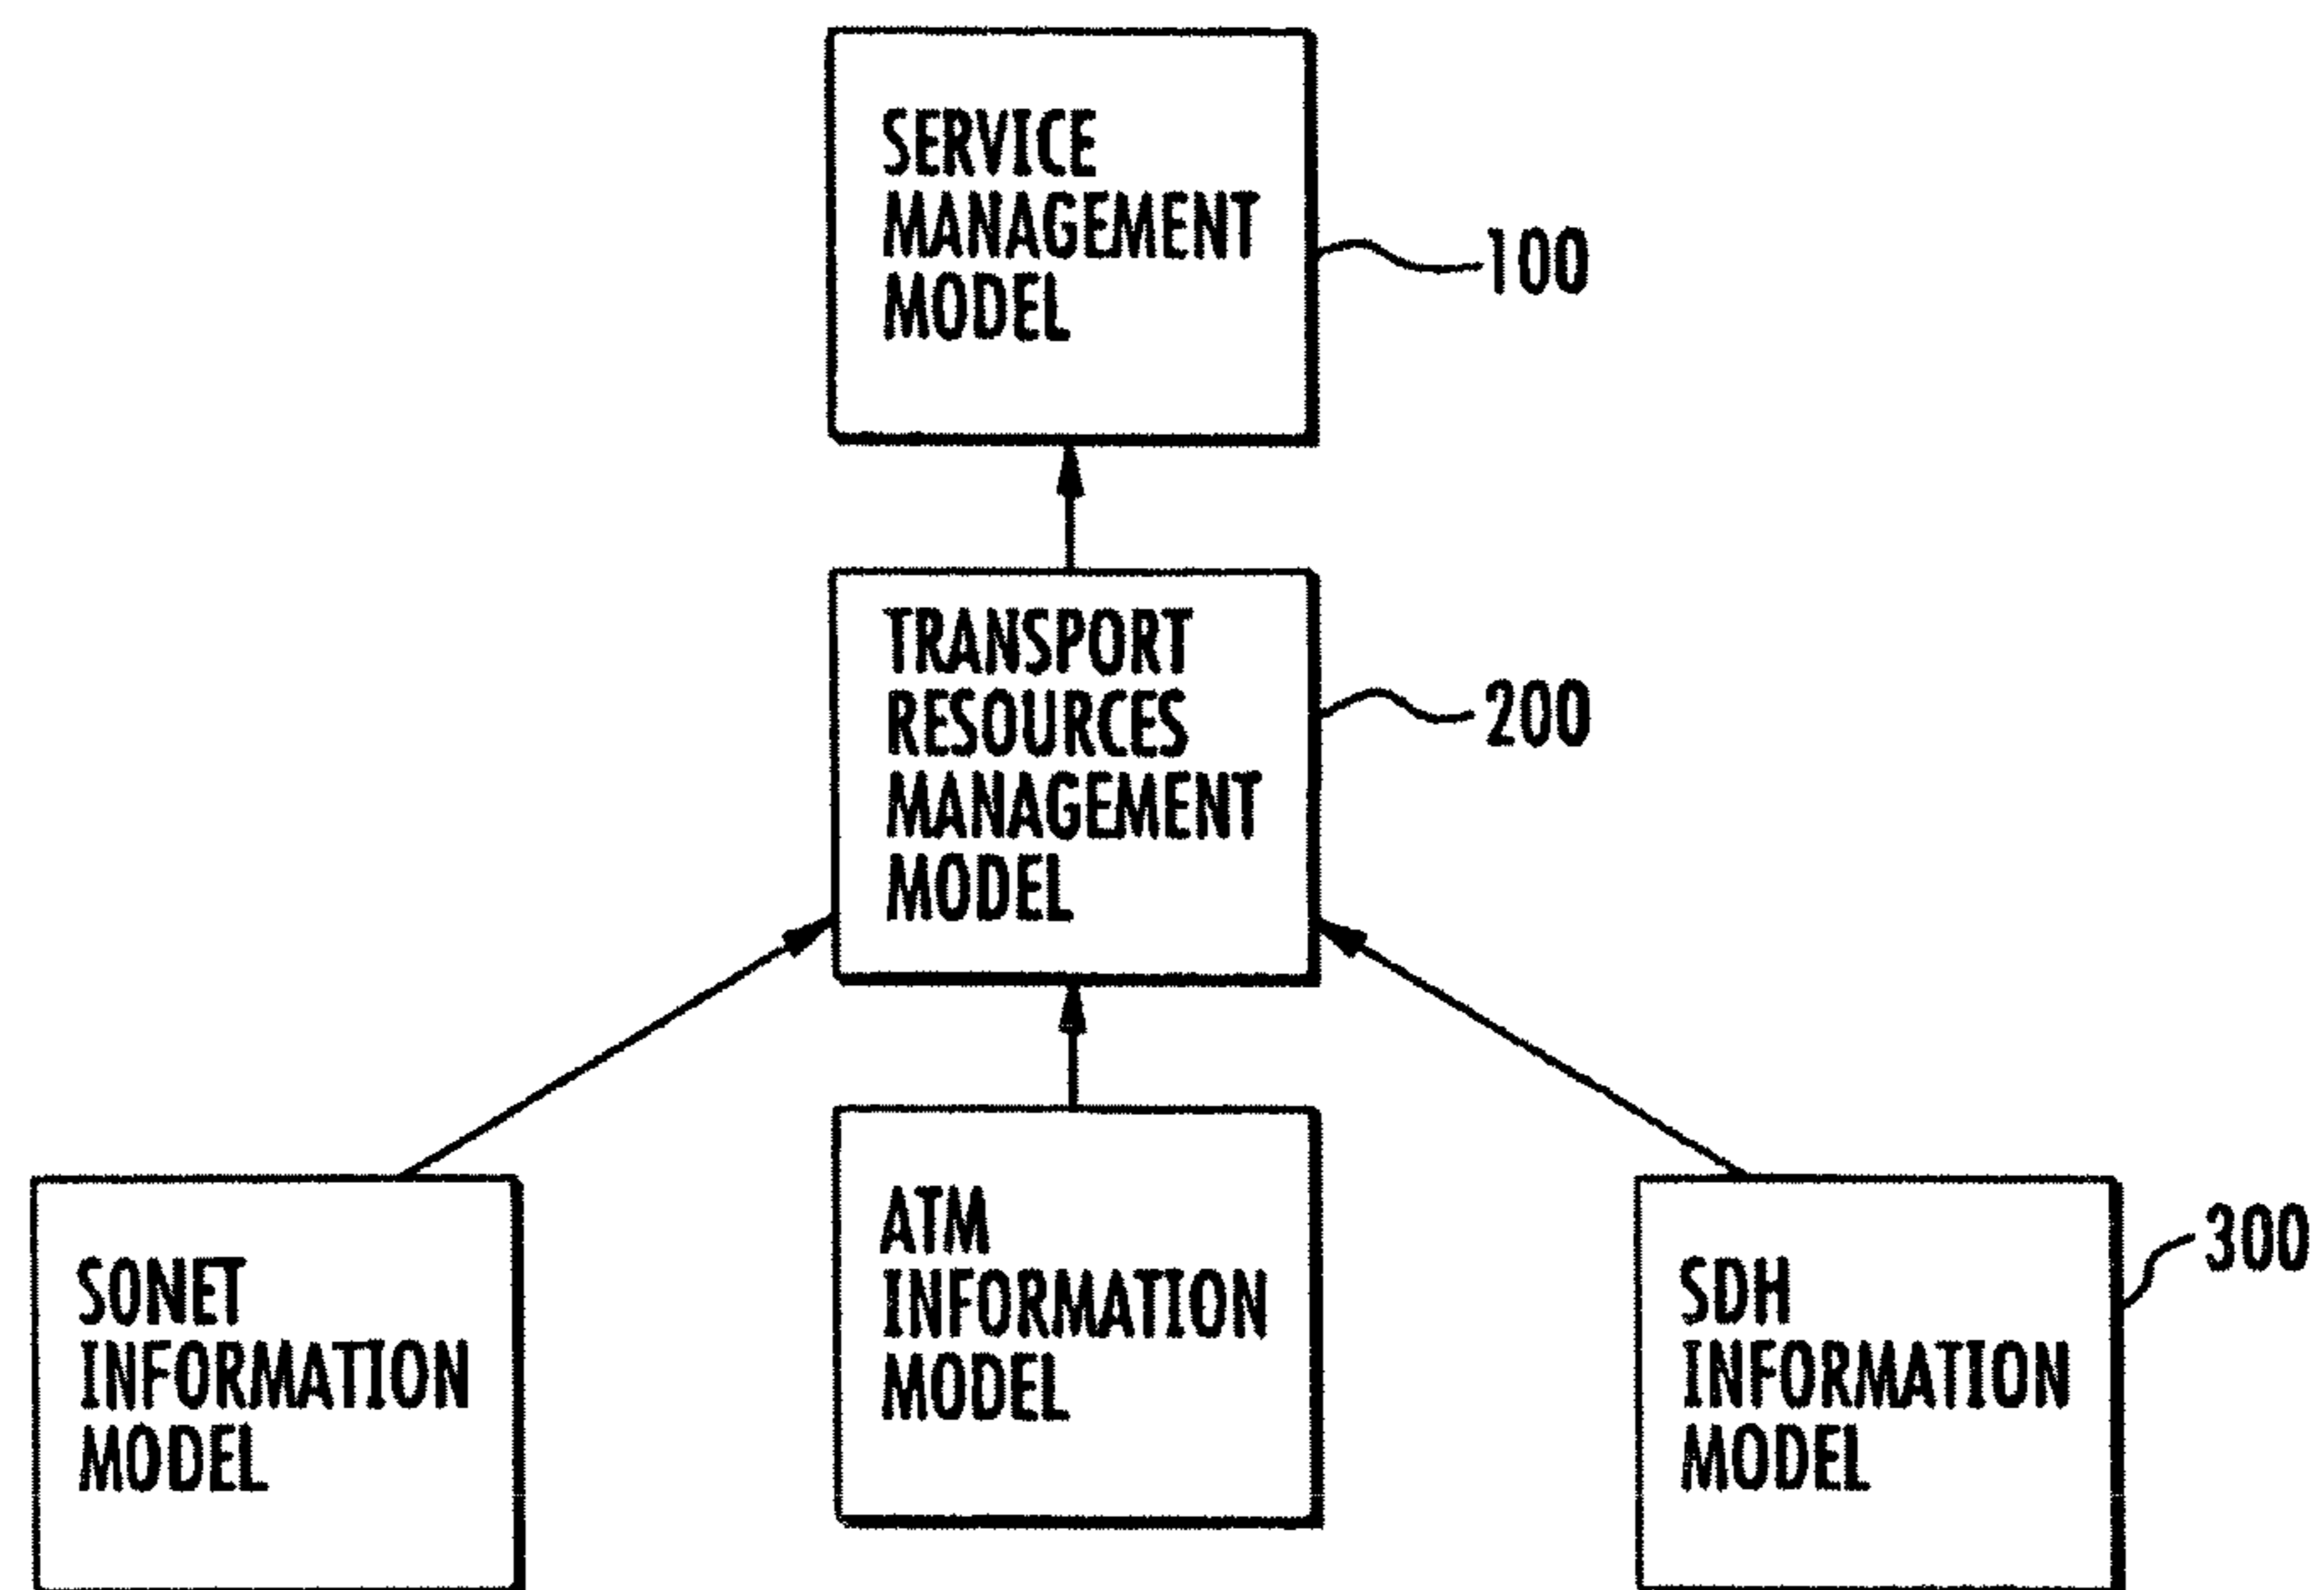 SERVICE
MANAGEMENT
MODEL
100
TRANSPORT
RESOURCES
MANAGEMENT
MODEL
200
SONET
INFORMATION
MODEL
ATM
INFORMATION
MODEL
SDH
INFORMATION
MODEL
300